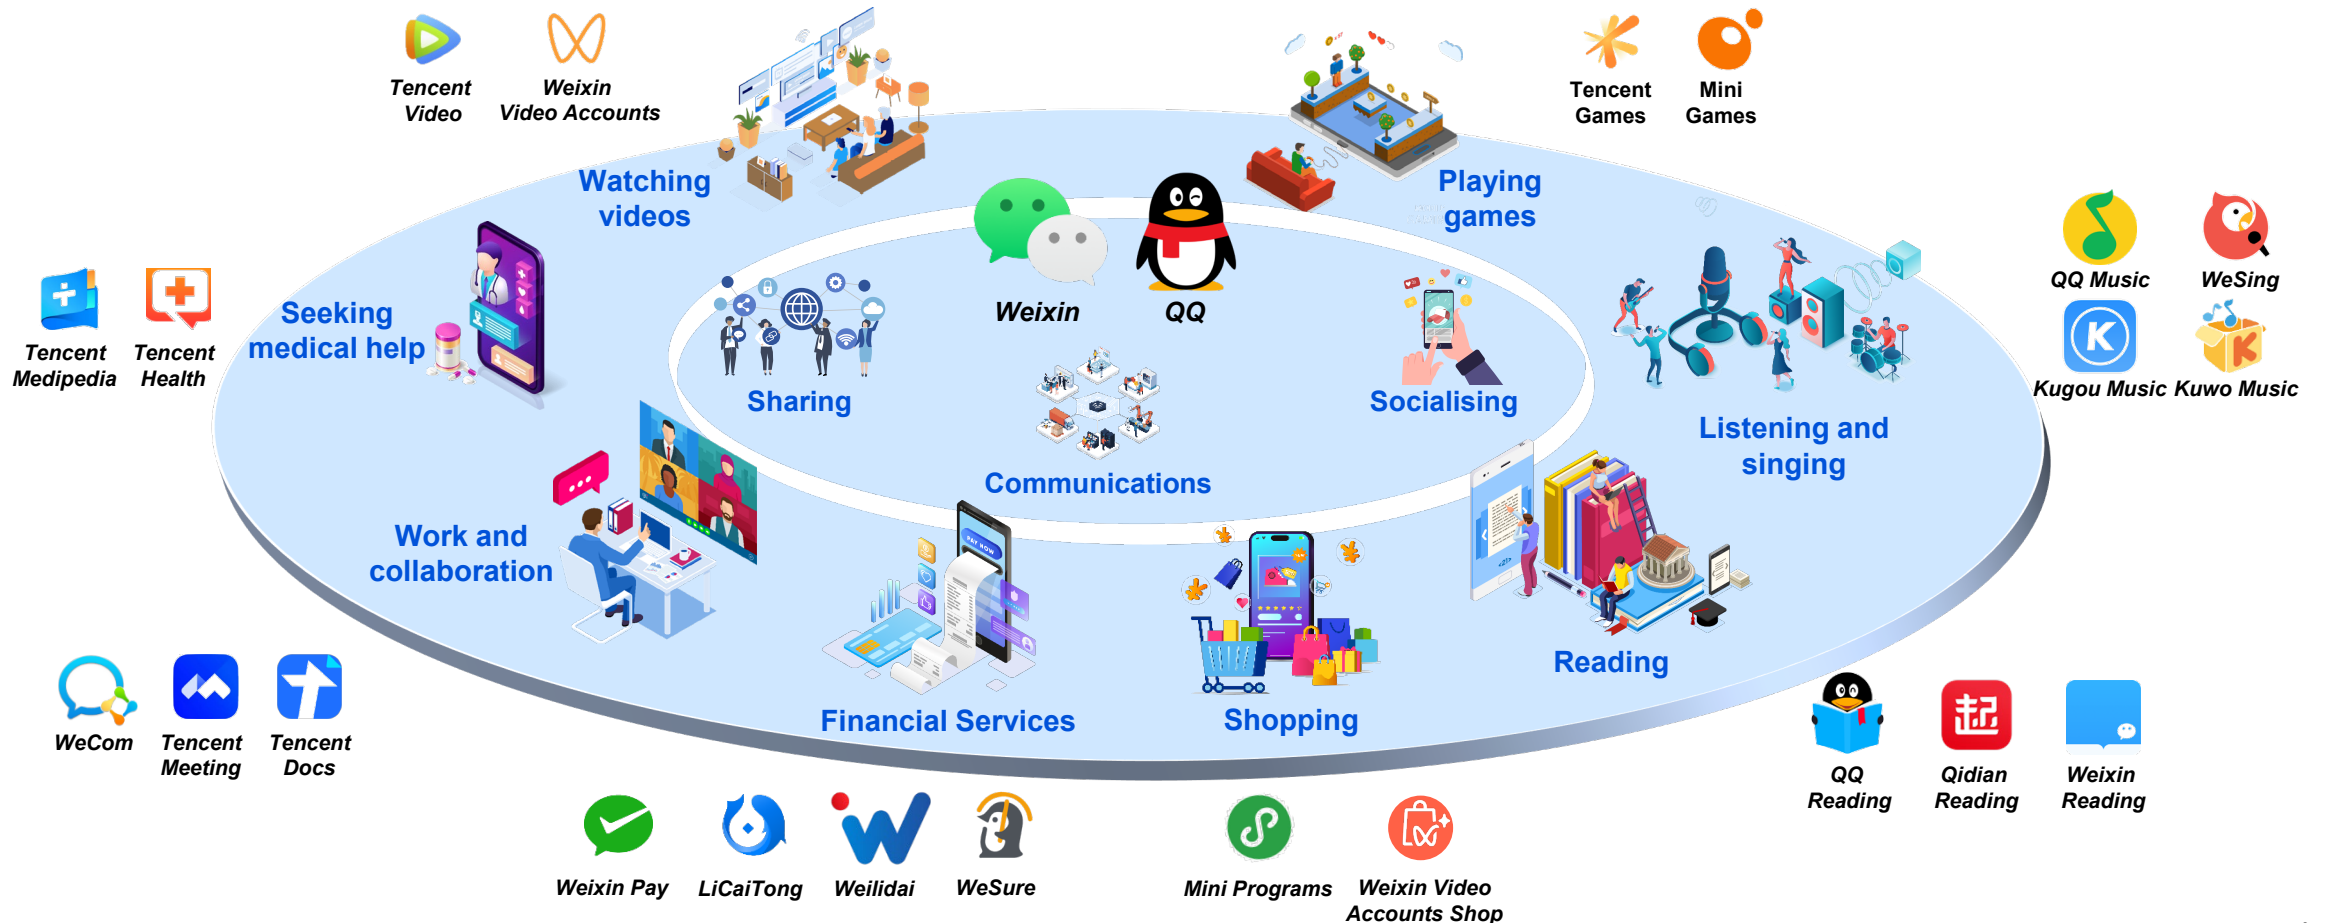 Tencent
Video
Weixin
Video Accounts
Tencent
Games
Mini
Games
Watching
videos
Playing
games
Weixin
QQ
QQ Music
WeSing
Kugou Music
Kuwo Music
Tencent
Medipedia
Tencent
Health
Seeking
medical help
Sharing
Communications
Socialising
Listening and
singing
Work and
collaboration
PAY NOW
Financial Services
Shopping
Reading
WeCom
Tencent
Meeting
Tencent
Docs
QQ
Reading
起
Qidian
Reading
Weixin
Reading
Weixin Pay
LiCaiTong
Weilidai
WeSure
Mini Programs
Weixin Video
Accounts Shop